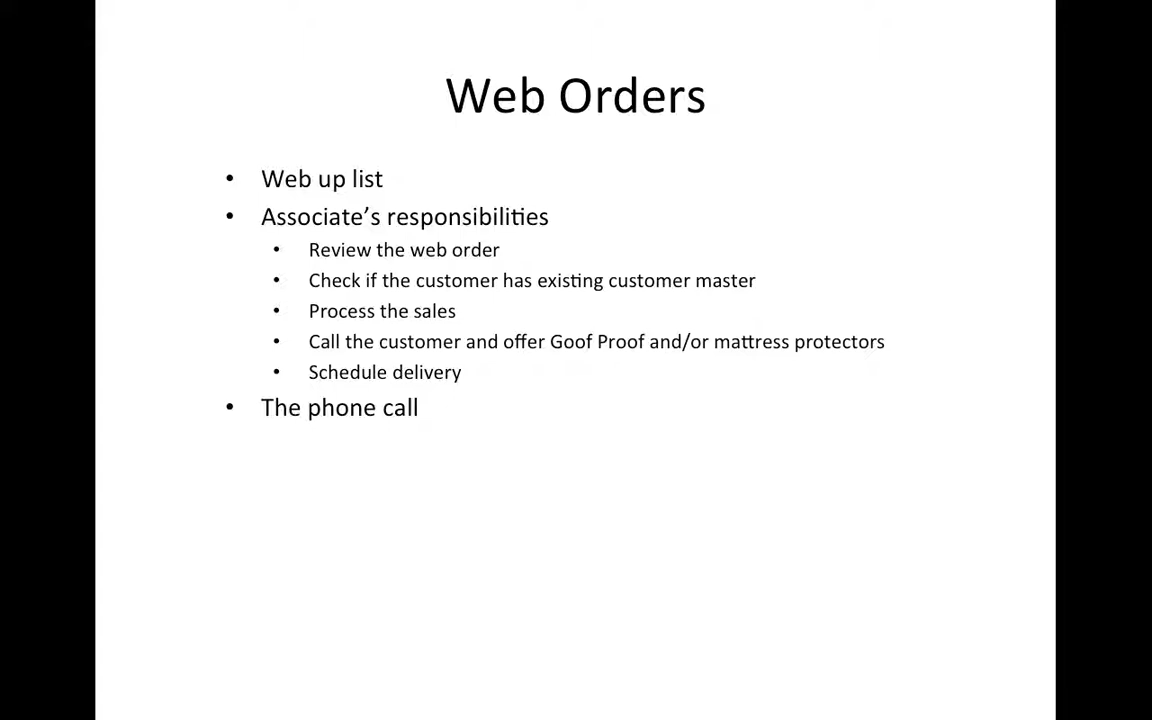 Web Orders
• Web up list
• Associate’s responsibilities
• Review the web order
• Check if the customer has existing customer master
• Process the sales
• Call the customer and offer Goof Proof and/or mattress protectors
• Schedule delivery
• The phone call